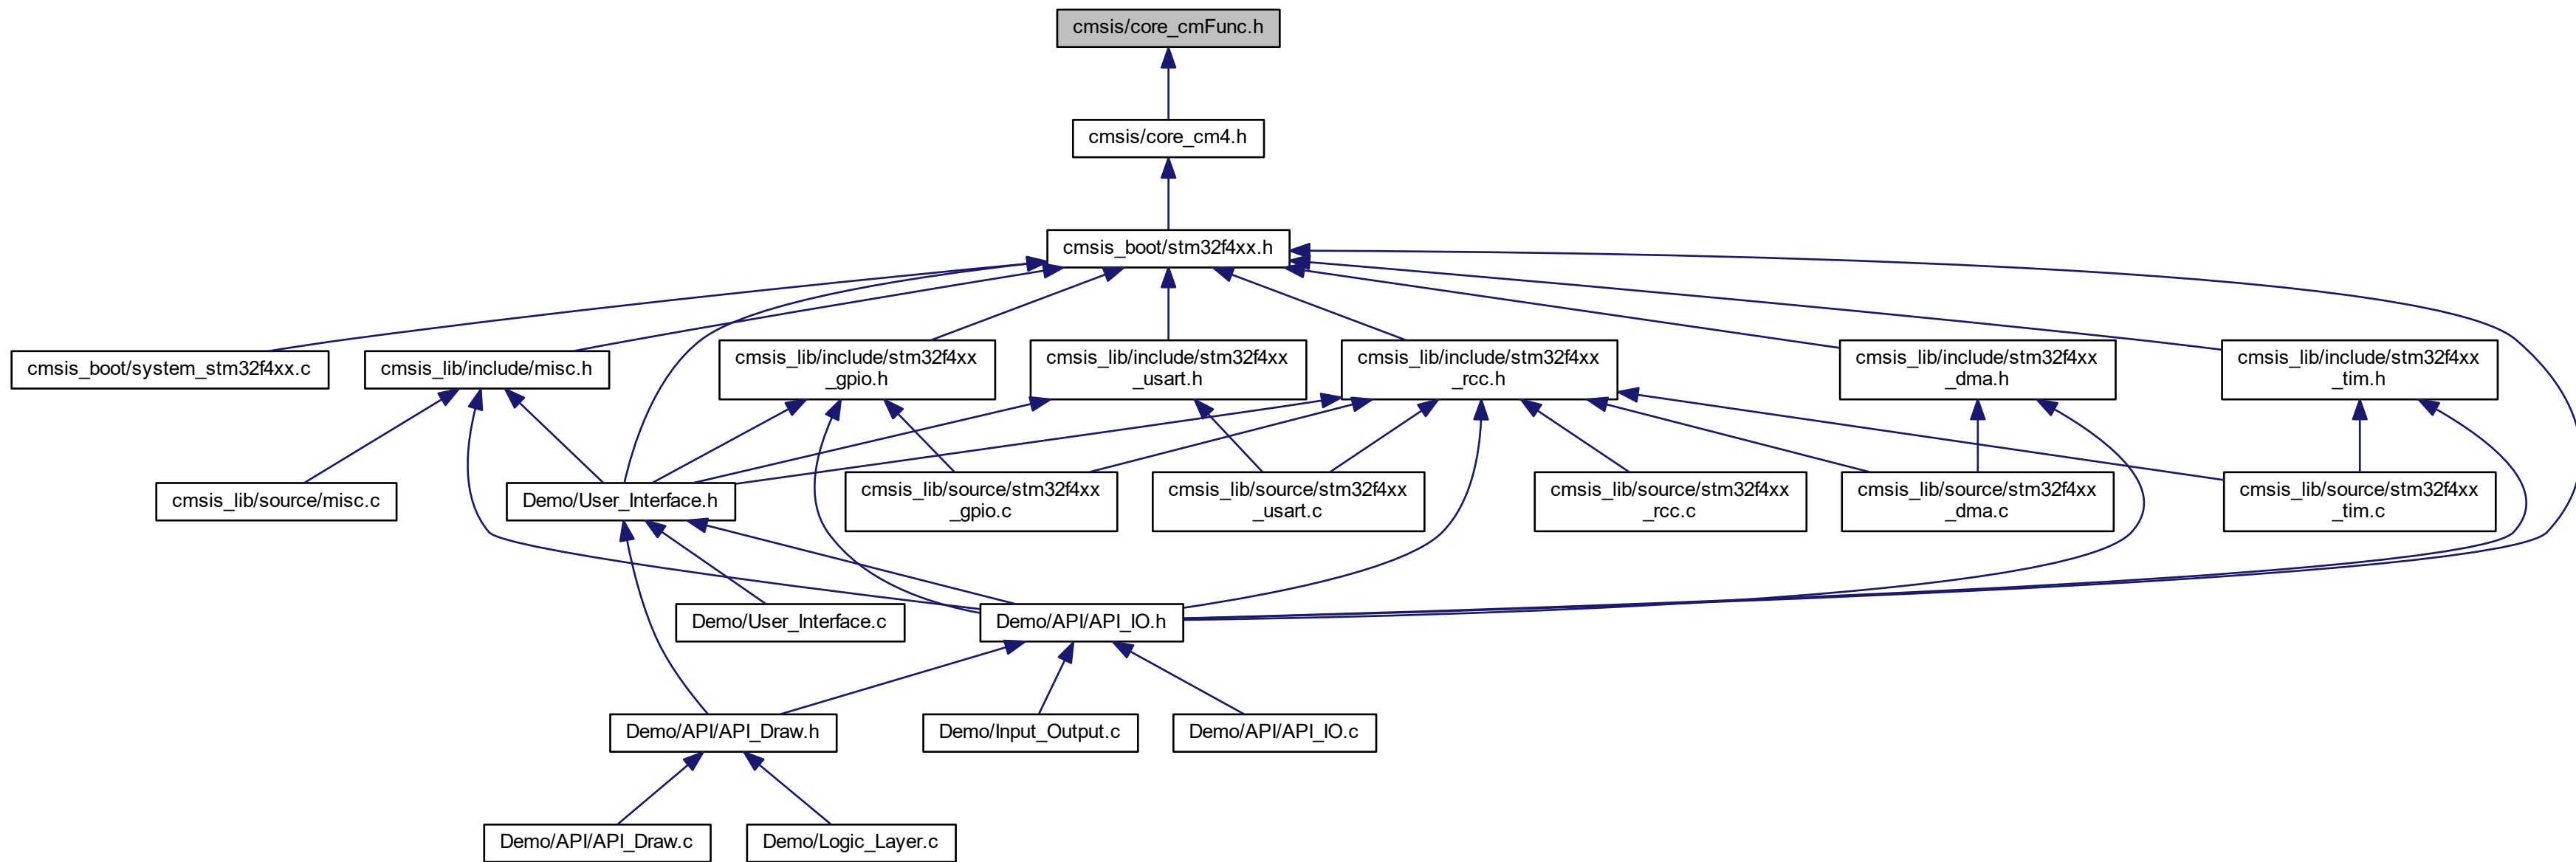 cmsis/core_cmFunc.h
cmsis/core_cm4.h
cmsis_boot/stm32f4xx.h
cmsis_boot/system_stm32f4xx.c
cmsis_lib/include/misc.h
cmsis_lib/include/stm32f4xx
_gpio.h
cmsis_lib/include/stm32f4xx
_usart.h
cmsis_lib/include/stm32f4xx
_rcc.h
cmsis_lib/include/stm32f4xx
_dma.h
cmsis_lib/include/stm32f4xx
_tim.h
cmsis_lib/source/misc.c
Demo/User_Interface.h
cmsis_lib/source/stm32f4xx
_gpio.c
cmsis_lib/source/stm32f4xx
_usart.c
cmsis_lib/source/stm32f4xx
_rcc.c
cmsis_lib/source/stm32f4xx
_dma.c
cmsis_lib/source/stm32f4xx
_tim.c
Demo/User_Interface.c
Demo/API/API_IO.h
Demo/API/API_Draw.h
Demo/Input_Output.c
Demo/API/API_IO.c
Demo/API/API_Draw.c
Demo/Logic_Layer.c